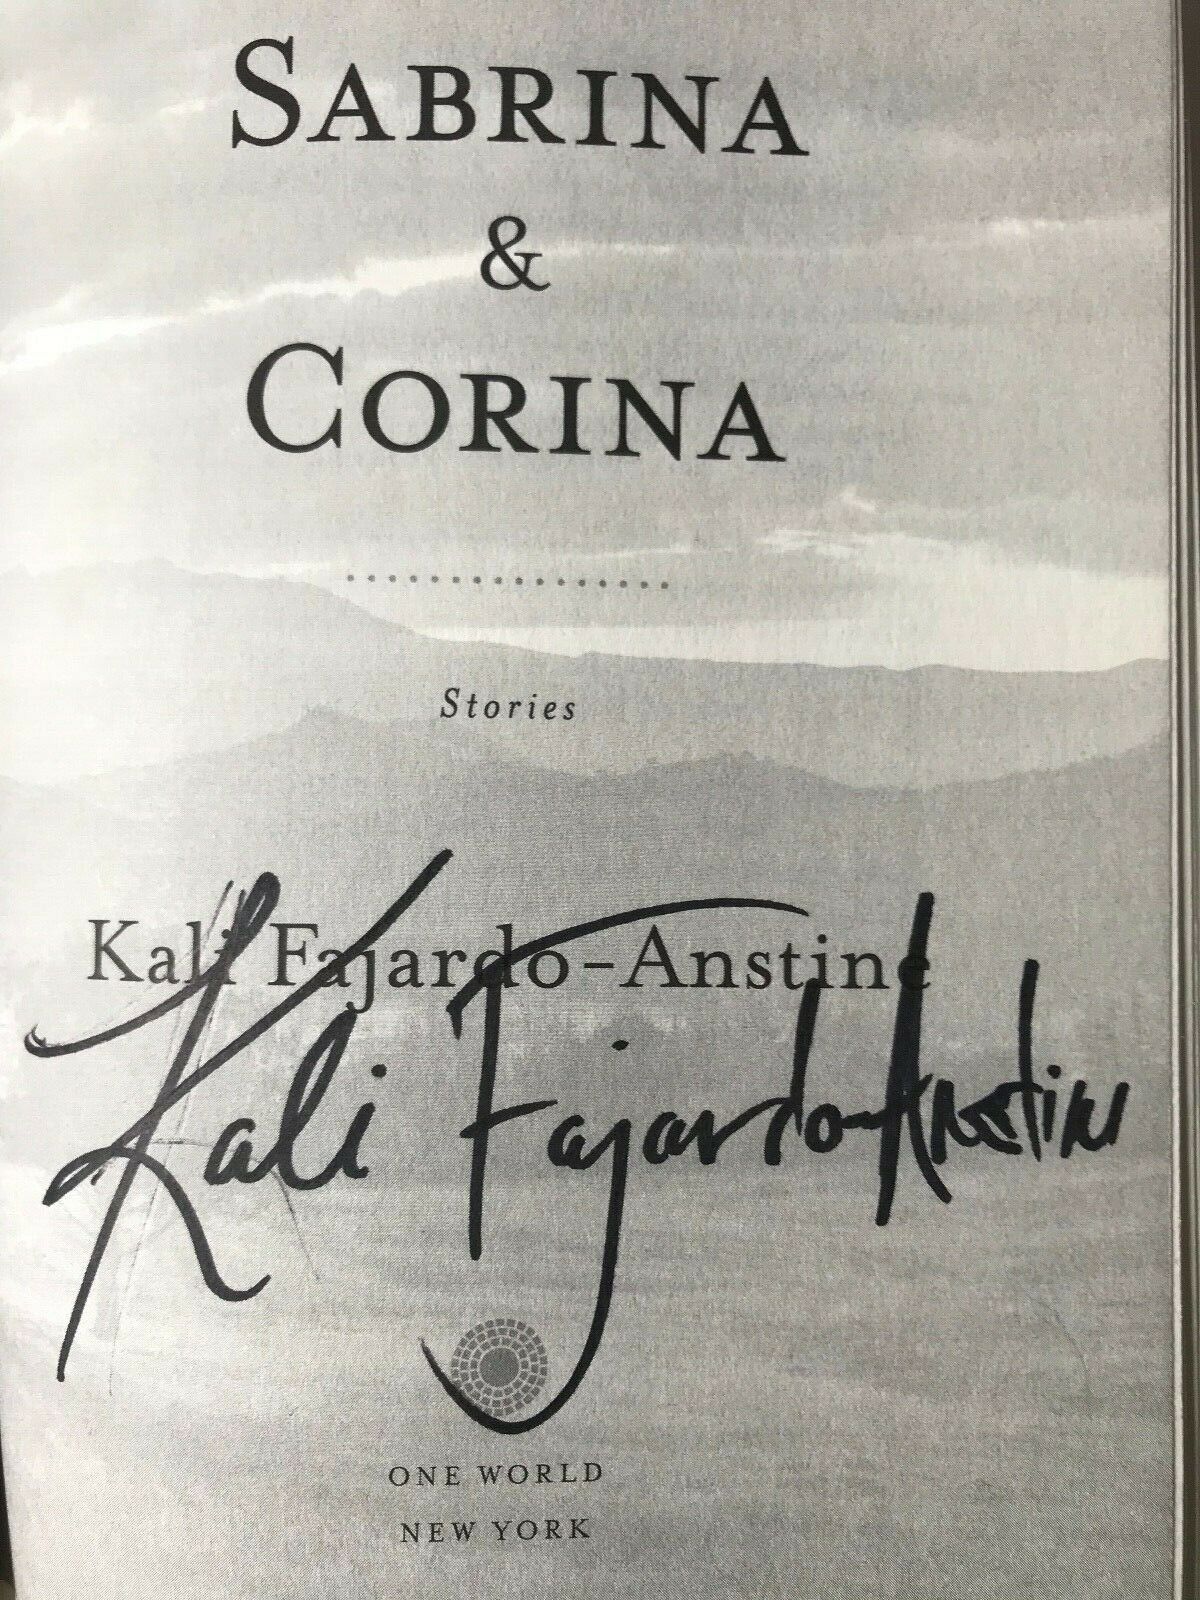 SABRINA
&
CORINA
Stories
Kali Fajardo-Anstine
Kali Fajardo-Anstine
ONE WORLD
NEW YORK